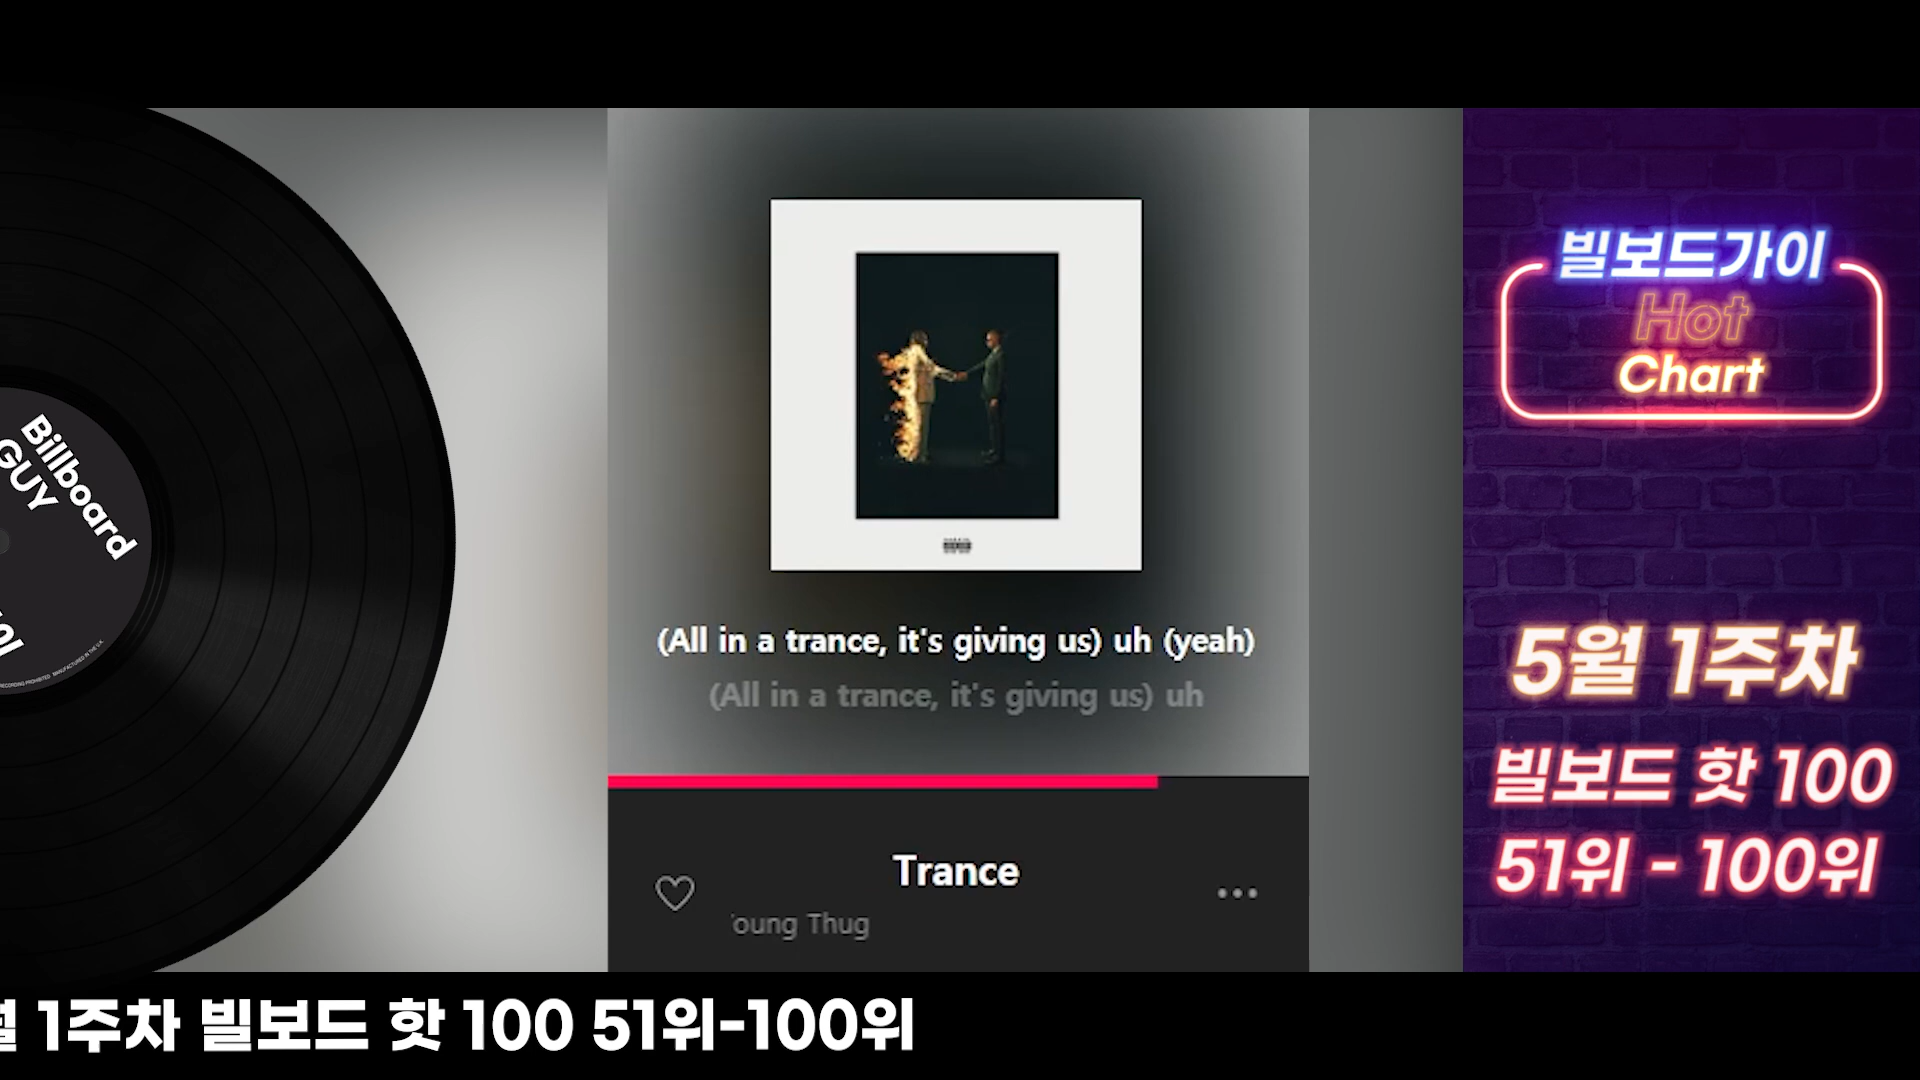 Billboard
GUY
(All in a trance, it's giving us) uh (yeah)
(All in a trance, it's giving us) uh
Trance
oung Thug
빌보드가이
Hot
Chart
5월 1주차
빌보드 핫 100
51위 - 100위
월 1주차 빌보드 핫 100 51위-100위